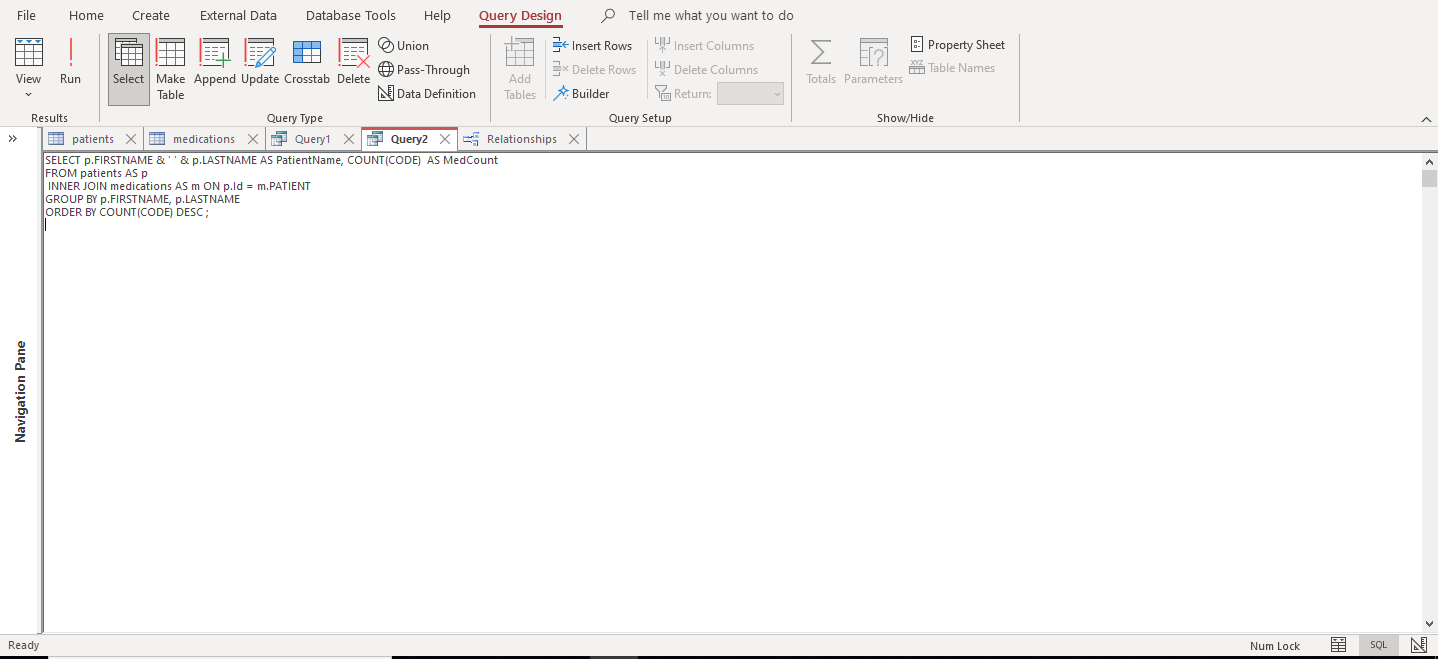 File Home Create External Data Database Tools Help Query Design Tell me what you want to do
View Run Select Make Table Append Update Crosstab Delete
Union
Pass-Through
Data Definition
Add Tables
Insert Rows
Delete Rows
Builder
Insert Columns
Delete Columns
Return:
Totals Parameters
Property Sheet
XYZ Table Names
Results Query Type Query Setup Show/Hide
» patients medications Query1 Query2 Relationships
SELECT p.FIRSTNAME & ' ' & p.LASTNAME AS PatientName, COUNT(CODE)  AS MedCount
FROM patients AS p
 INNER JOIN medications AS m ON p.Id = m.PATIENT
GROUP BY p.FIRSTNAME, p.LASTNAME
ORDER BY COUNT(CODE) DESC ;
Navigation Pane
Ready Num Lock SQL